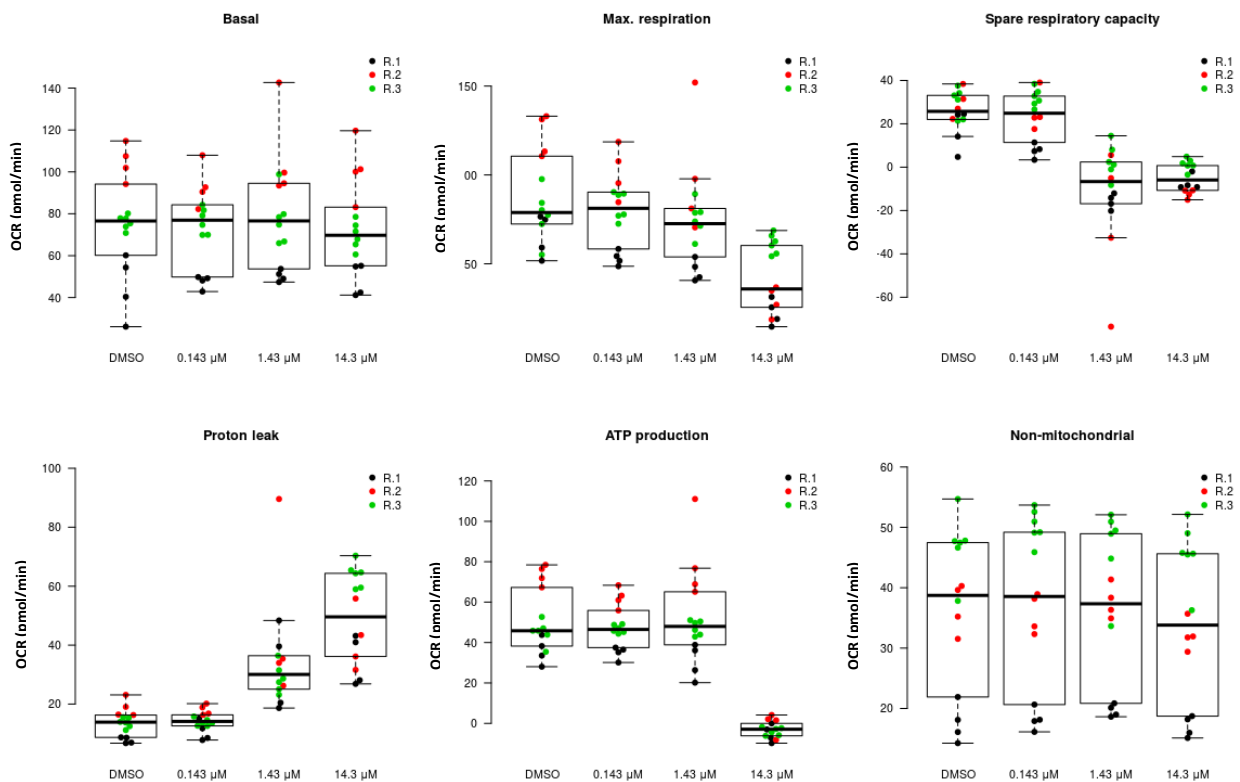 Basal
R.1
R.2
R.3
OCR (pmol/min)
140
120
100
80
60
40
DMSO
0.143 µM
1.43 µM
14.3 µM
Max. respiration
R.1
R.2
R.3
OCR (pmol/min)
150
00
50
DMSO
0.143 µM
1.43 µM
14.3 µM
Spare respiratory capacity
R.1
R.2
R.3
OCR (pmol/min)
40
20
0
-20
-40
-60
DMSO
0.143 µM
1.43 µM
14.3 µM
Proton leak
R.1
R.2
R.3
OCR (pmol/min)
100
80
60
40
20
DMSO
0.143 µM
1.43 µM
14.3 µM
ATP production
R.1
R.2
R.3
OCR (pmol/min)
120
100
80
60
40
20
0
DMSO
0.143 µM
1.43 µM
14.3 µM
Non-mitochondrial
R.1
R.2
R.3
OCR (pmol/min)
60
50
40
30
20
DMSO
0.143 µM
1.43 µM
14.3 µM